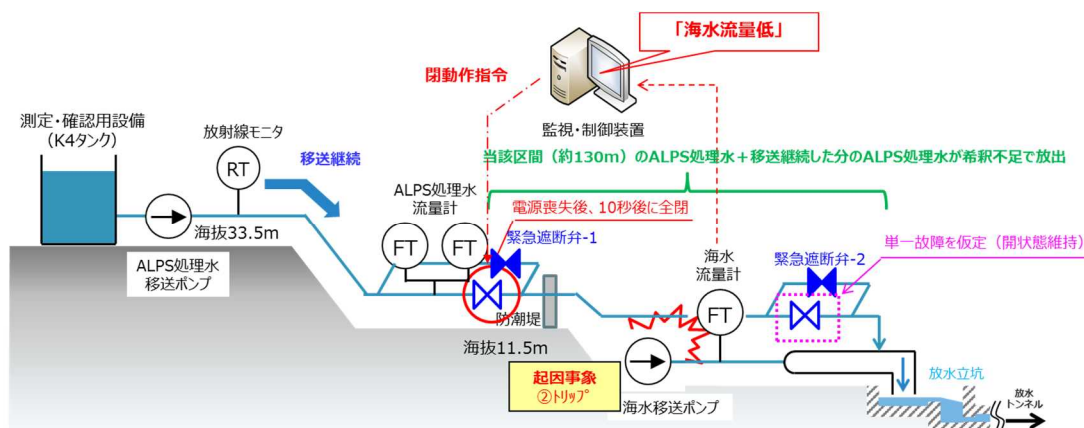 「海水流量低」
閉動作指令
監視・制御装置
測定・確認用設備
(K4タンク)
放射線モニタ
RT
移送継続
当該区間（約130m）のALPS処理水＋移送継続した分のALPS処理水が希釈不足で放出
ALPS処理水
流量計
FT
FT
電源喪失後、10秒後に全閉
緊急遮断弁-1
海抜33.5m
ALPS処理水
移送ポンプ
海水
流量計
FT
単一故障を仮定（開状態維持）
緊急遮断弁-2
防潮堤
海抜11.5m
起因事象
②トリップ
海水移送ポンプ
放水立坑
放水
トンネル